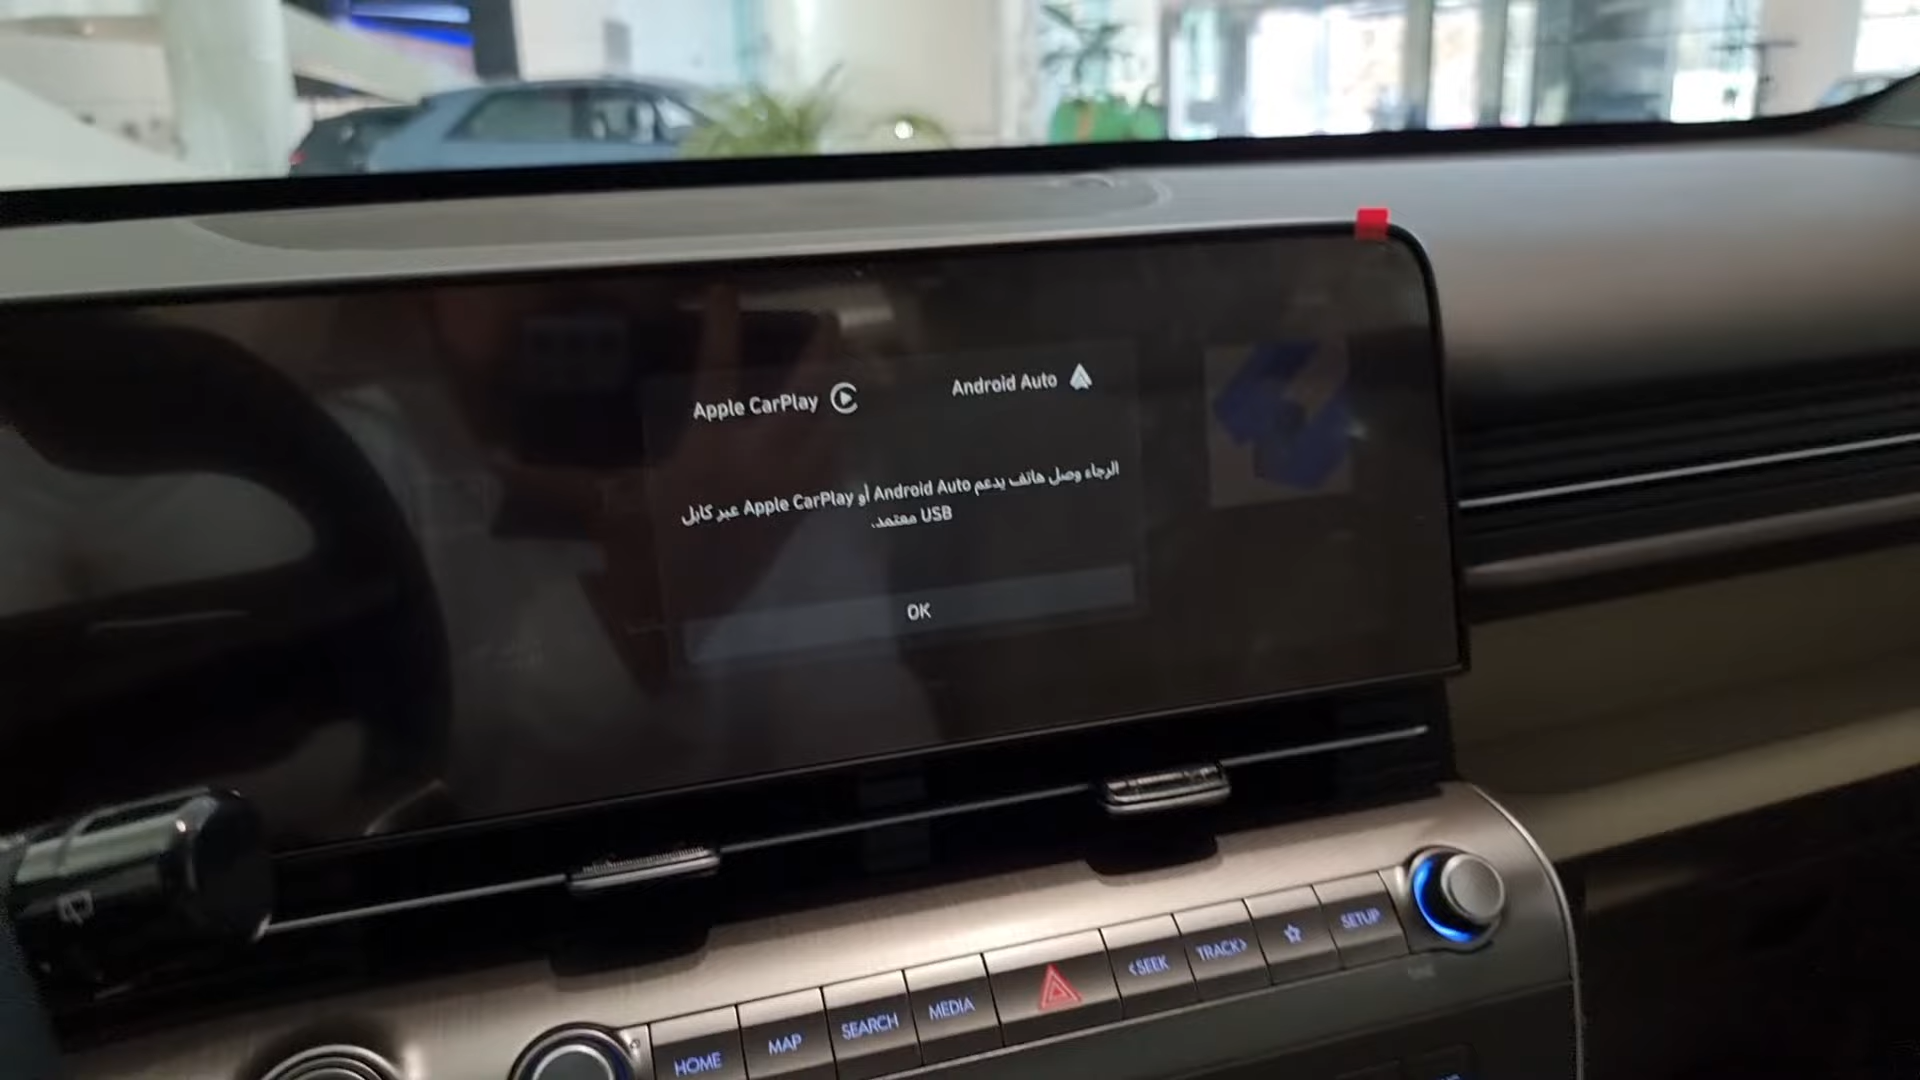 Apple CarPlay
Android Auto
الرجاء وصل هاتف يدعم Android Auto أو Apple CarPlay عبر كابل
USB معتمد.
OK
HOME
MAP
SEARCH
MEDIA
<SEEK
TRACK>
☆
SETUP